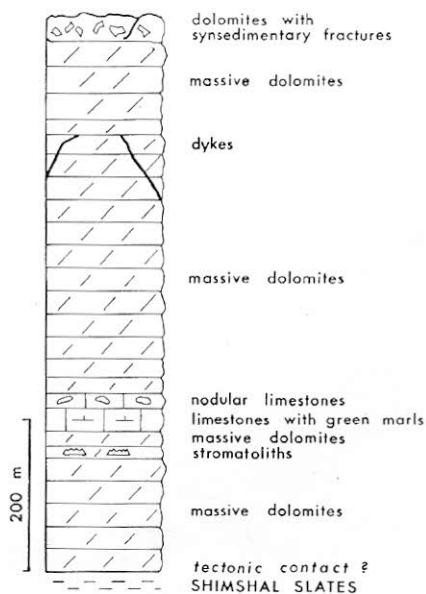 dolomites with
synsedimentary fractures
massive dolomites
dykes
massive dolomites
nodular limestones
limestones with green marls
massive dolomites
stromatoliths
massive dolomites
tectonic contact ?
SHIMSHAL SLATES
200 m